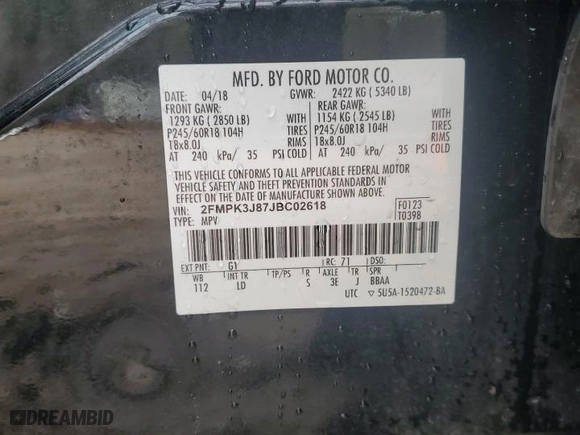 MFD. BY FORD MOTOR CO.
DATE: 04/18 GVWR: 2422 KG ( 5340 LB)
FRONT GAWR: REAR GAWR:
1293 KG ( 2850 LB) WITH 1154 KG ( 2545 LB) WITH
P245/60R18 104H TIRES P245/60R18 104H TIRES
18x8.0J RIMS 18x8.0J RIMS
AT 240 kPa/ 35 PSI COLD AT 240 kPa/ 35 PSI COLD
THIS VEHICLE CONFORMS TO ALL APPLICABLE FEDERAL MOTOR
VEHICLE SAFETY AND THEFT PREVENTION STANDARDS IN
EFFECT ON THE DATE OF MANUFACTURE SHOWN ABOVE.
VIN: 2FMPK3J87JBC02618 F0123
TYPE: MPV T0398
EXT PNT: G1 RC: 71 DSO:
WB INT TR TP/PS R AXLE TR SPR
112 LD S 3E J BBAA
UTC ▽ 5U5A-1520472-BA
DREAMBID